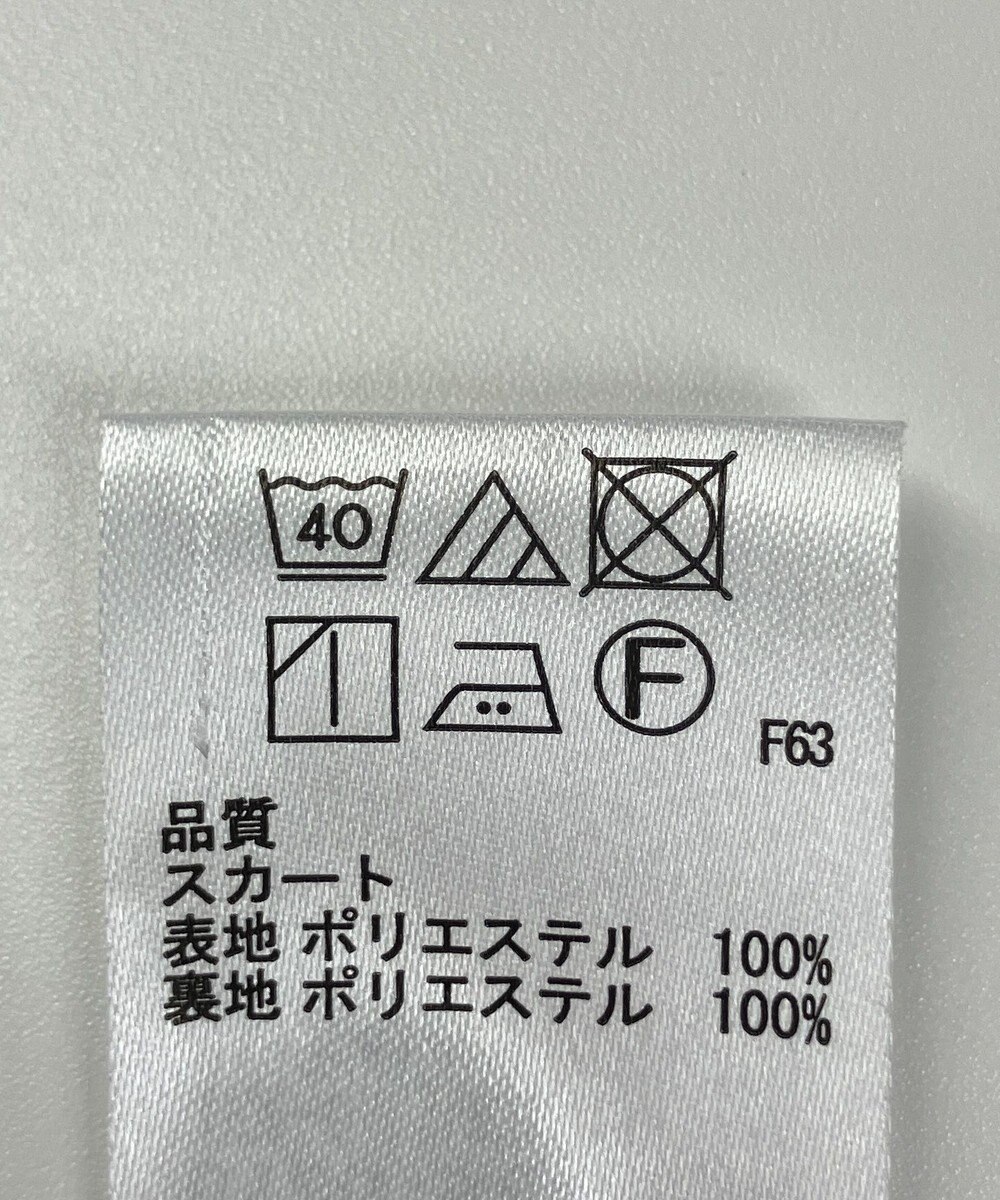 40
F
F63
品質
スカート
表地 ポリエステル 100%
裏地 ポリエステル 100%